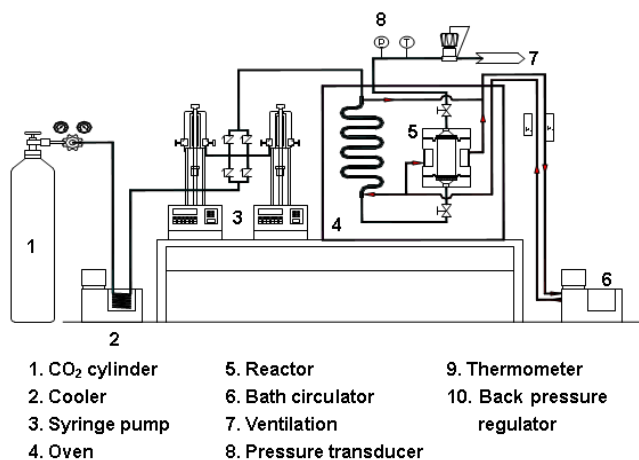 8
P
T
7
5
3
4
1
6
2
1. CO₂ cylinder
2. Cooler
3. Syringe pump
4. Oven
5. Reactor
6. Bath circulator
7. Ventilation
8. Pressure transducer
9. Thermometer
10. Back pressure
regulator